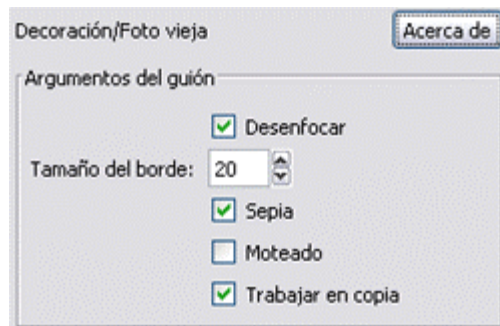 Decoración/Foto vieja Acerca de
Argumentos del guión
Desenfocar
Tamaño del borde: 20
Sepia
Moteado
Trabajar en copia